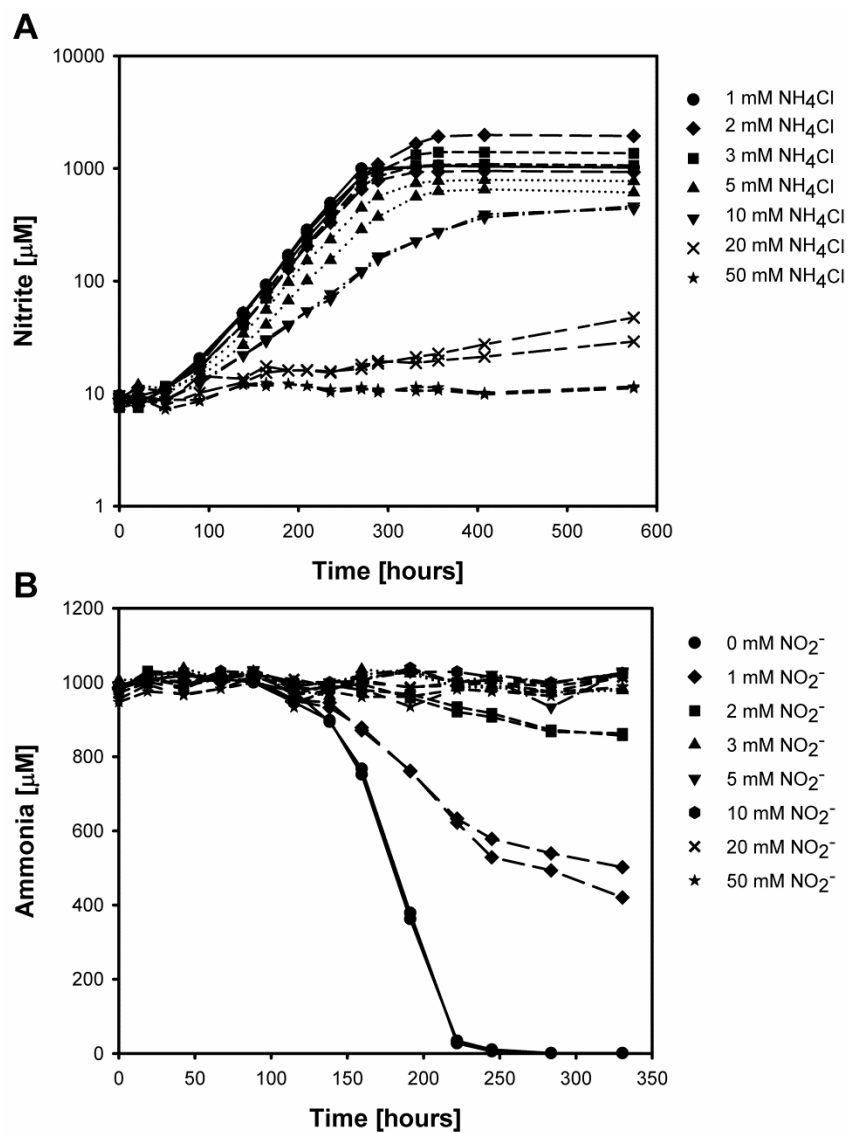 A
10000
1000
100
10
1
Nitrite [µM]
0 100 200 300 400 500 600
Time [hours]
1 mM NH₄Cl
2 mM NH₄Cl
3 mM NH₄Cl
5 mM NH₄Cl
10 mM NH₄Cl
20 mM NH₄Cl
50 mM NH₄Cl
B
1200
1000
800
600
400
200
0
Ammonia [µM]
0 50 100 150 200 250 300 350
Time [hours]
0 mM NO₂⁻
1 mM NO₂⁻
2 mM NO₂⁻
3 mM NO₂⁻
5 mM NO₂⁻
10 mM NO₂⁻
20 mM NO₂⁻
50 mM NO₂⁻